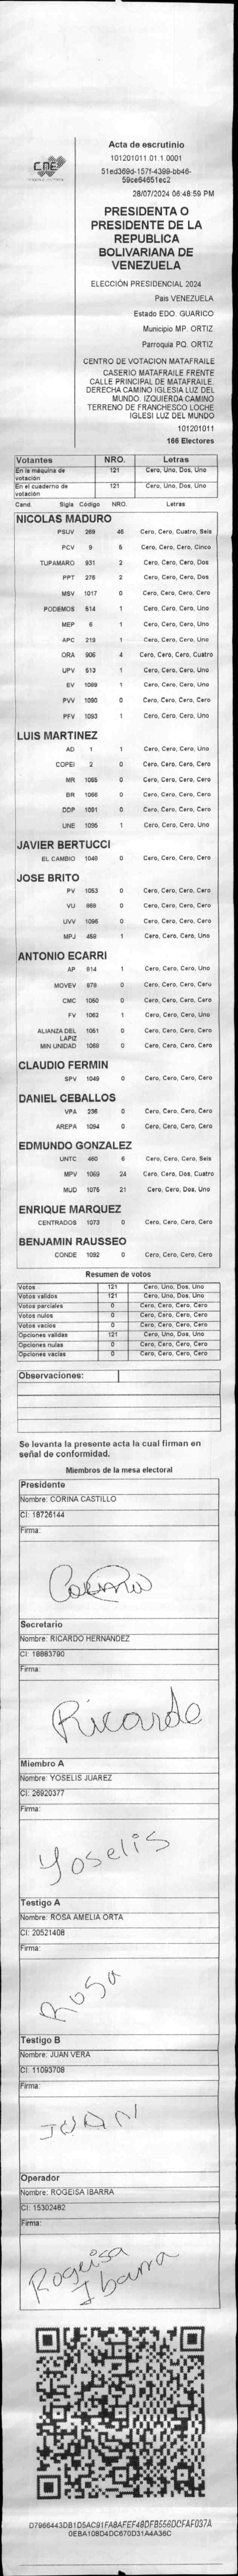 CNE
Acta de escrutinio
101201011.01.1.0001
51ed369d-157f-4399-bb46-
59ce64651ec2
28/07/2024 06:48:59 PM
PRESIDENTA O
PRESIDENTE DE LA
REPUBLICA
BOLIVARIANA DE
VENEZUELA
ELECCIÓN PRESIDENCIAL 2024
Pais VENEZUELA
Estado EDO. GUARICO
Municipio MP. ORTIZ
Parroquia PQ. ORTIZ
CENTRO DE VOTACION MATAFRAILE
CASERIO MATAFRAILE FRENTE
CALLE PRINCIPAL DE MATAFRAILE.
DERECHA CAMINO IGLESIA LUZ DEL
MUNDO. IZQUIERDA CAMINO
TERRENO DE FRANCHESCO LOCHE
IGLESI LUZ DEL MUNDO
101201011
166 Electores
Votantes NRO. Letras
En la máquina de votación 121 Cero, Uno, Dos, Uno
En el cuaderno de votación 121 Cero, Uno, Dos, Uno
Cand. Sigla Código NRO. Letras
NICOLAS MADURO
PSUV 269 46 Cero, Cero, Cuatro, Seis
PCV 9 5 Cero, Cero, Cero, Cinco
TUPAMARO 931 2 Cero, Cero, Cero, Dos
PPT 276 2 Cero, Cero, Cero, Dos
MSV 1017 0 Cero, Cero, Cero, Cero
PODEMOS 514 1 Cero, Cero, Cero, Uno
MEP 6 1 Cero, Cero, Cero, Uno
APC 219 1 Cero, Cero, Cero, Uno
ORA 906 4 Cero, Cero, Cero, Cuatro
UPV 513 1 Cero, Cero, Cero, Uno
EV 1089 1 Cero, Cero, Cero, Uno
PVV 1090 0 Cero, Cero, Cero, Cero
PFV 1093 1 Cero, Cero, Cero, Uno
LUIS MARTINEZ
AD 1 1 Cero, Cero, Cero, Uno
COPEI 2 0 Cero, Cero, Cero, Cero
MR 1055 0 Cero, Cero, Cero, Cero
BR 1066 0 Cero, Cero, Cero, Cero
DDP 1091 0 Cero, Cero, Cero, Cero
UNE 1095 1 Cero, Cero, Cero, Uno
JAVIER BERTUCCI
EL CAMBIO 1048 0 Cero, Cero, Cero, Cero
JOSE BRITO
PV 1053 0 Cero, Cero, Cero, Cero
VU 868 0 Cero, Cero, Cero, Cero
UVV 1096 0 Cero, Cero, Cero, Cero
MPJ 458 1 Cero, Cero, Cero, Uno
ANTONIO ECARRI
AP 814 1 Cero, Cero, Cero, Uno
MOVEV 978 0 Cero, Cero, Cero, Cero
CMC 1050 0 Cero, Cero, Cero, Cero
FV 1062 1 Cero, Cero, Cero, Uno
ALIANZA DEL LAPIZ 1051 0 Cero, Cero, Cero, Cero
MIN UNIDAD 1088 0 Cero, Cero, Cero, Cero
CLAUDIO FERMIN
SPV 1049 0 Cero, Cero, Cero, Cero
DANIEL CEBALLOS
VPA 236 0 Cero, Cero, Cero, Cero
AREPA 1094 0 Cero, Cero, Cero, Cero
EDMUNDO GONZALEZ
UNTC 460 6 Cero, Cero, Cero, Seis
MPV 1059 24 Cero, Cero, Dos, Cuatro
MUD 1075 21 Cero, Cero, Dos, Uno
ENRIQUE MARQUEZ
CENTRADOS 1073 0 Cero, Cero, Cero, Cero
BENJAMIN RAUSSEO
CONDE 1092 0 Cero, Cero, Cero, Cero
Resumen de votos
Votos 121 Cero, Uno, Dos, Uno
Votos validos 121 Cero, Uno, Dos, Uno
Votos parciales 0 Cero, Cero, Cero, Cero
Votos nulos 0 Cero, Cero, Cero, Cero
Votos vacios 0 Cero, Cero, Cero, Cero
Opciones validas 121 Cero, Uno, Dos, Uno
Opciones nulas 0 Cero, Cero, Cero, Cero
Opciones vacias 0 Cero, Cero, Cero, Cero
Observaciones:
Se levanta la presente acta la cual firman en
señal de conformidad.
Miembros de la mesa electoral
Presidente
Nombre: CORINA CASTILLO
CI: 18726144
Firma:
Secretario
Nombre: RICARDO HERNANDEZ
CI: 18883790
Firma:
Ricardo
Miembro A
Nombre: YOSELIS JUAREZ
CI: 26920377
Firma:
Yoselis
Testigo A
Nombre: ROSA AMELIA ORTA
CI: 20521408
Firma:
Rosa
Testigo B
Nombre: JUAN VERA
CI: 11093708
Firma:
JUAN
Operador
Nombre: ROGEISA IBARRA
CI: 15302482
Firma:
Rogeisa
Ibarra
D7986443DB1D5AC91FA8AFEF48DFB556DCFAF037A
0EBA108D4DC670D31A4A36C